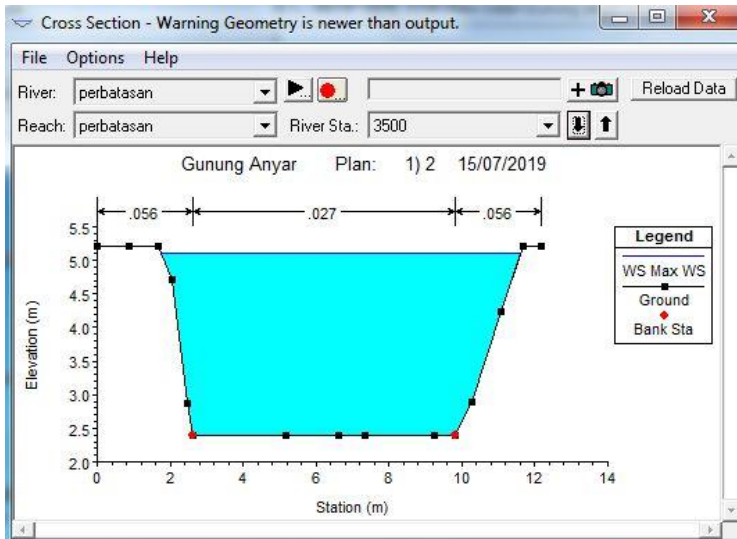 Cross Section - Warning Geometry is newer than output.
File Options Help
River: perbatasan Reload Data
Reach: perbatasan River Sta.: 3500
Gunung Anyar Plan: 1) 2 15/07/2019
.056 .027 .056
5.5
5.0
4.5
4.0
3.5
3.0
2.5
2.0
Elevation (m)
0 2 4 6 8 10 12 14
Station (m)
Legend
WS Max WS
Ground
Bank Sta